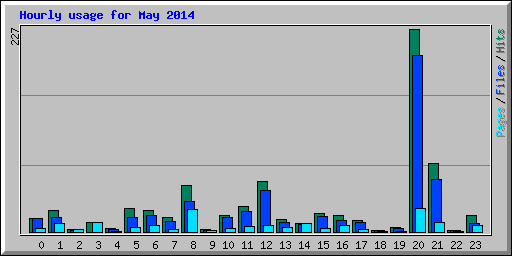 Hourly usage for May 2014
227
Pages/Files/Hits
0 1 2 3 4 5 6 7 8 9 10 11 12 13 14 15 16 17 18 19 20 21 22 23